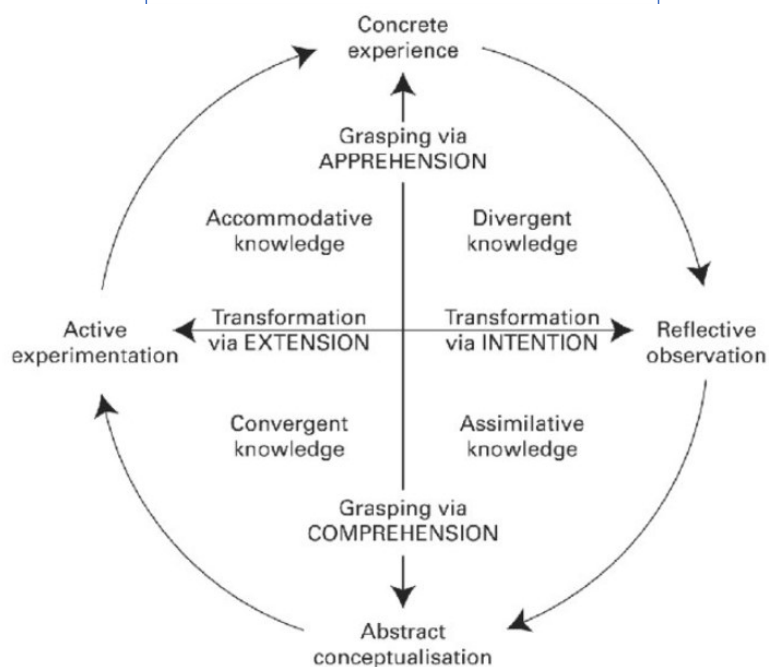 Concrete
experience
Grasping via
APPREHENSION
Accommodative
knowledge
Divergent
knowledge
Active
experimentation
Transformation
via EXTENSION
Transformation
via INTENTION
Reflective
observation
Convergent
knowledge
Assimilative
knowledge
Grasping via
COMPREHENSION
Abstract
conceptualisation